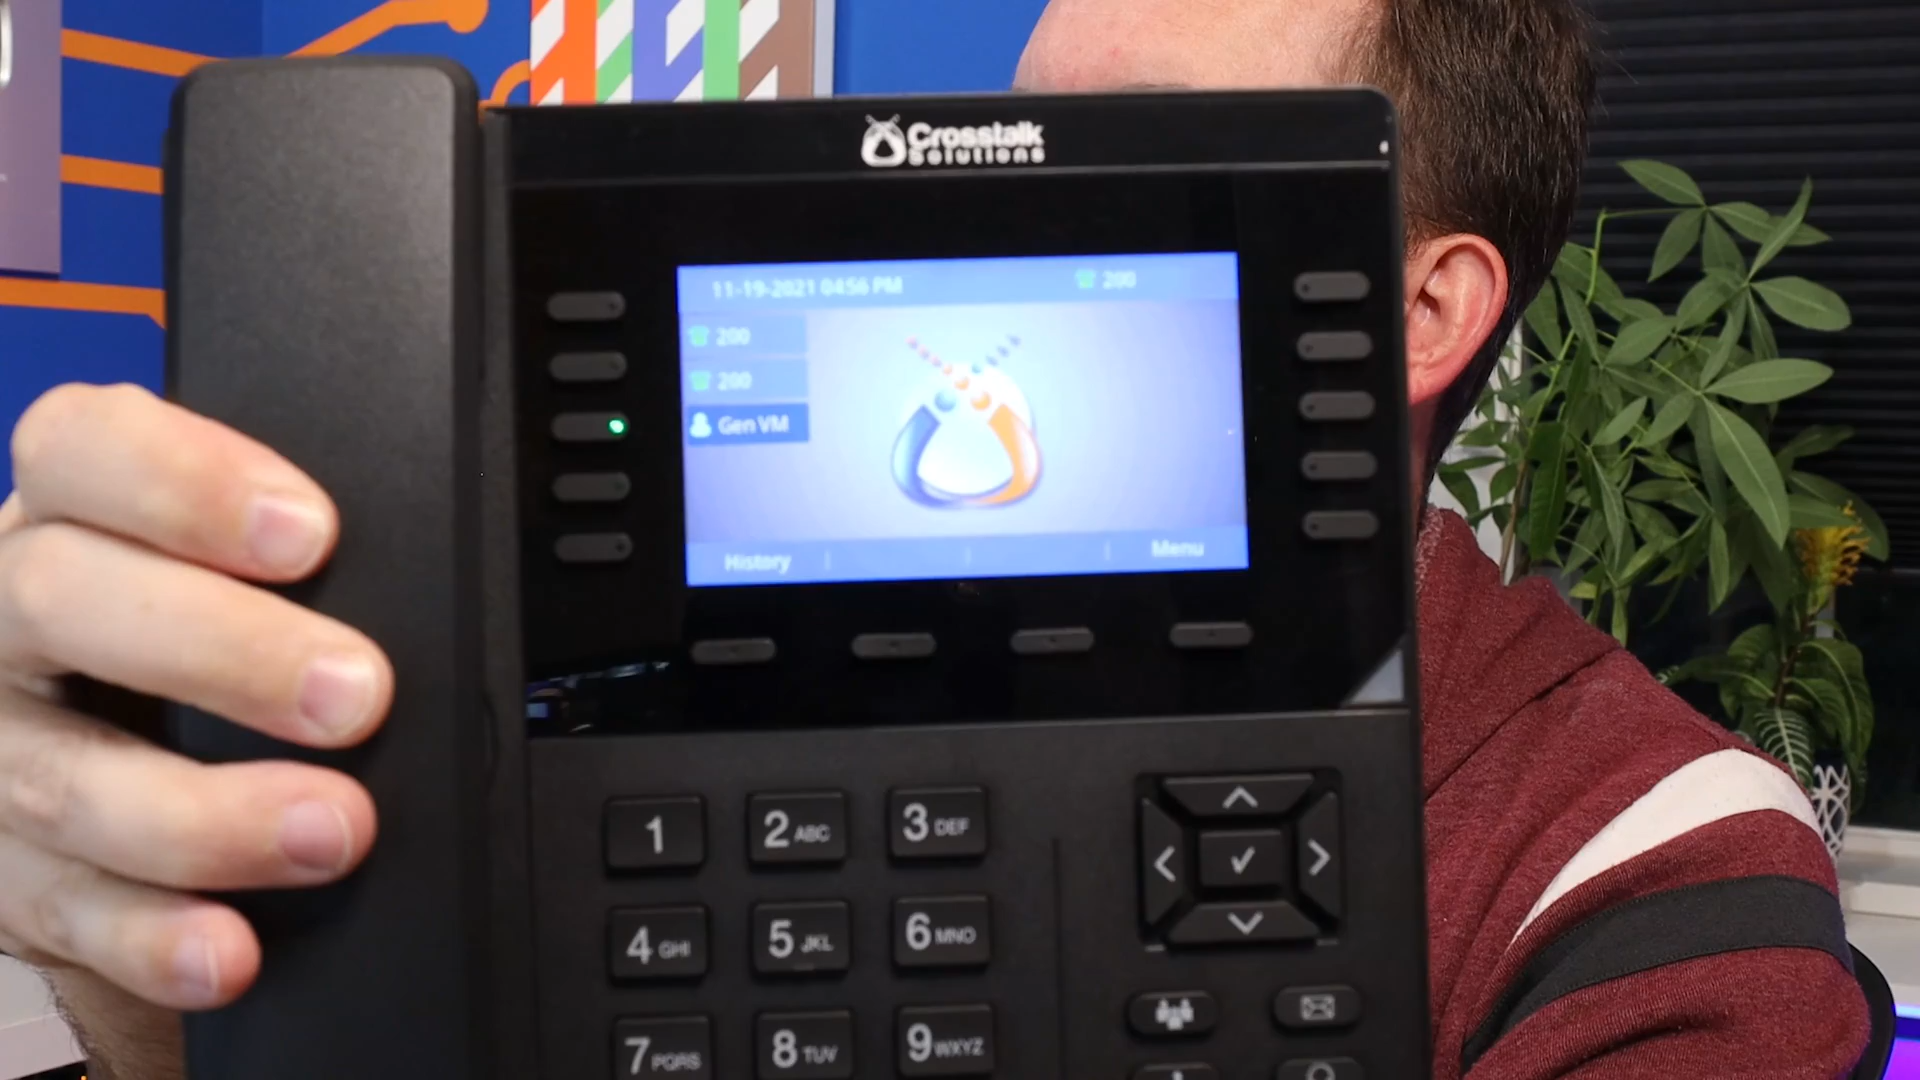 Crosstalk
Solutions
11-19-2021 04:56 PM
200
200
200
Gen VM
History
Menu
1
2 ABC
3 DEF
4 GHI
5 JKL
6 MNO
7 PQRS
8 TUV
9 WXYZ